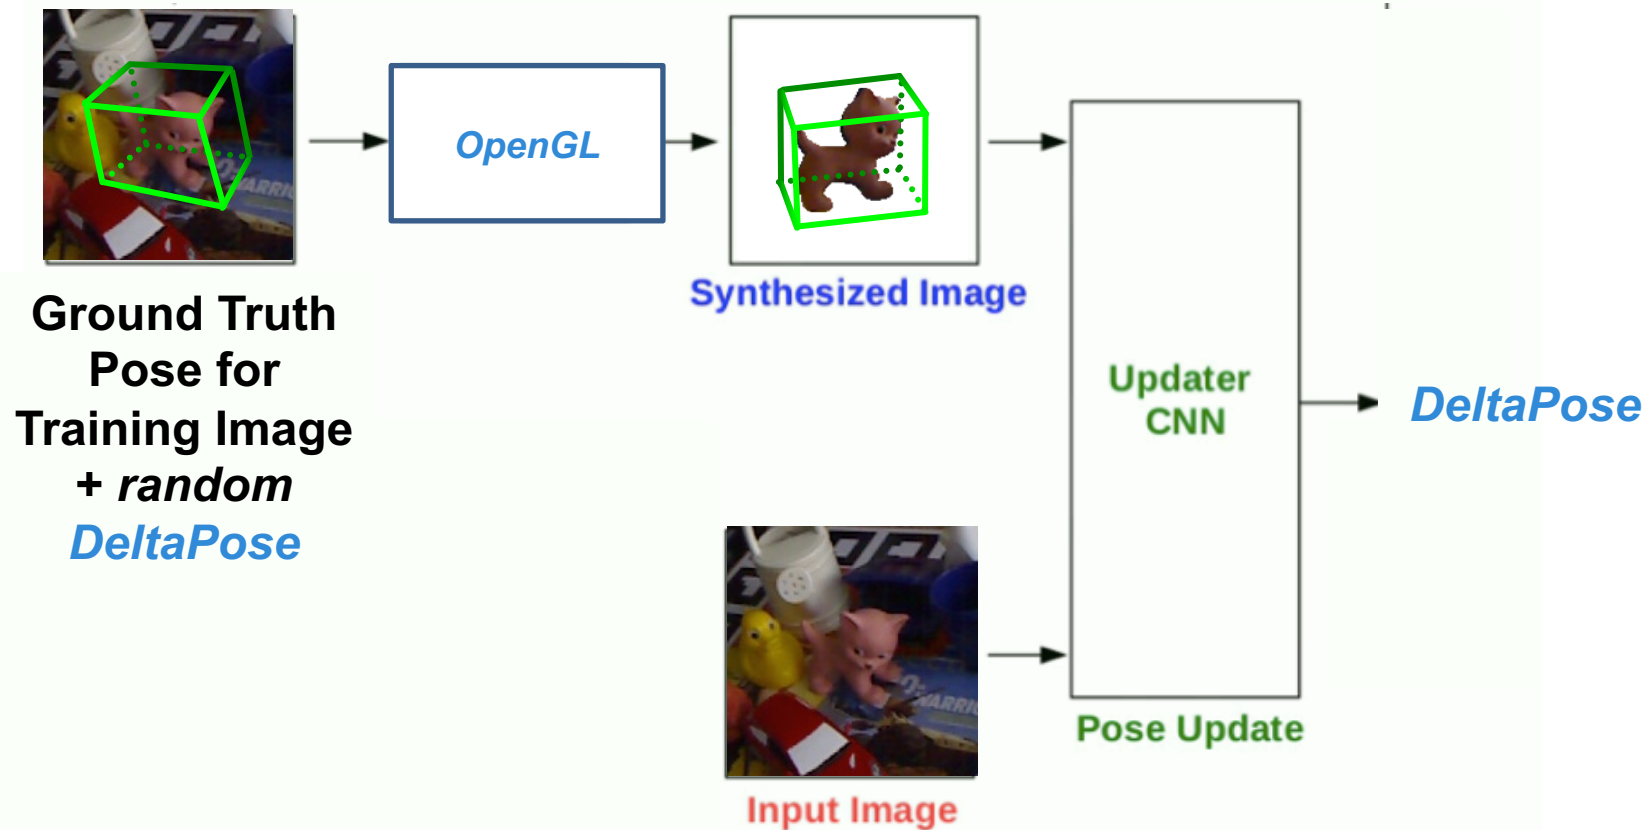 OpenGL
Synthesized Image
Ground Truth
Pose for
Training Image
+ random
DeltaPose
Updater
CNN
DeltaPose
Pose Update
Input Image